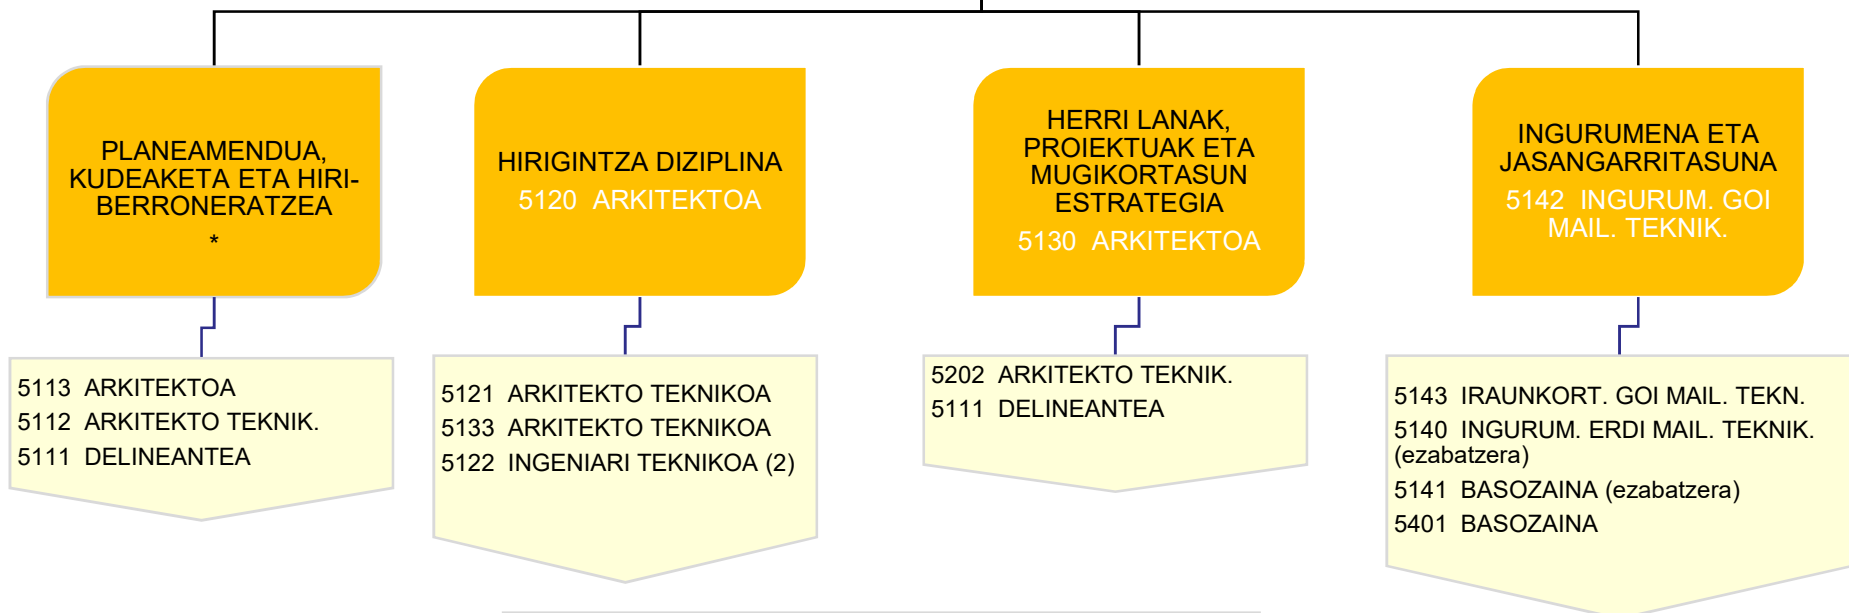 PLANEAMENDUA,
KUDEAKETA ETA HIRI-
BERRONERATZEA
*
HIRIGINTZA DIZIPLINA
5120 ARKITEKTOA
HERRI LANAK,
PROIEKTUAK ETA
MUGIKORTASUN
ESTRATEGIA
5130 ARKITEKTOA
INGURUMENA ETA
JASANGARRITASUNA
5142 INGURUM. GOI
MAIL. TEKNIK.
5113 ARKITEKTOA
5112 ARKITEKTO TEKNIK.
5111 DELINEANTEA
5121 ARKITEKTO TEKNIKOA
5133 ARKITEKTO TEKNIKOA
5122 INGENIARI TEKNIKOA (2)
5202 ARKITEKTO TEKNIK.
5111 DELINEANTEA
5143 IRAUNKORT. GOI MAIL. TEKN.
5140 INGURUM. ERDI MAIL. TEKNIK.
(ezabatzera)
5141 BASOZAINA (ezabatzera)
5401 BASOZAINA